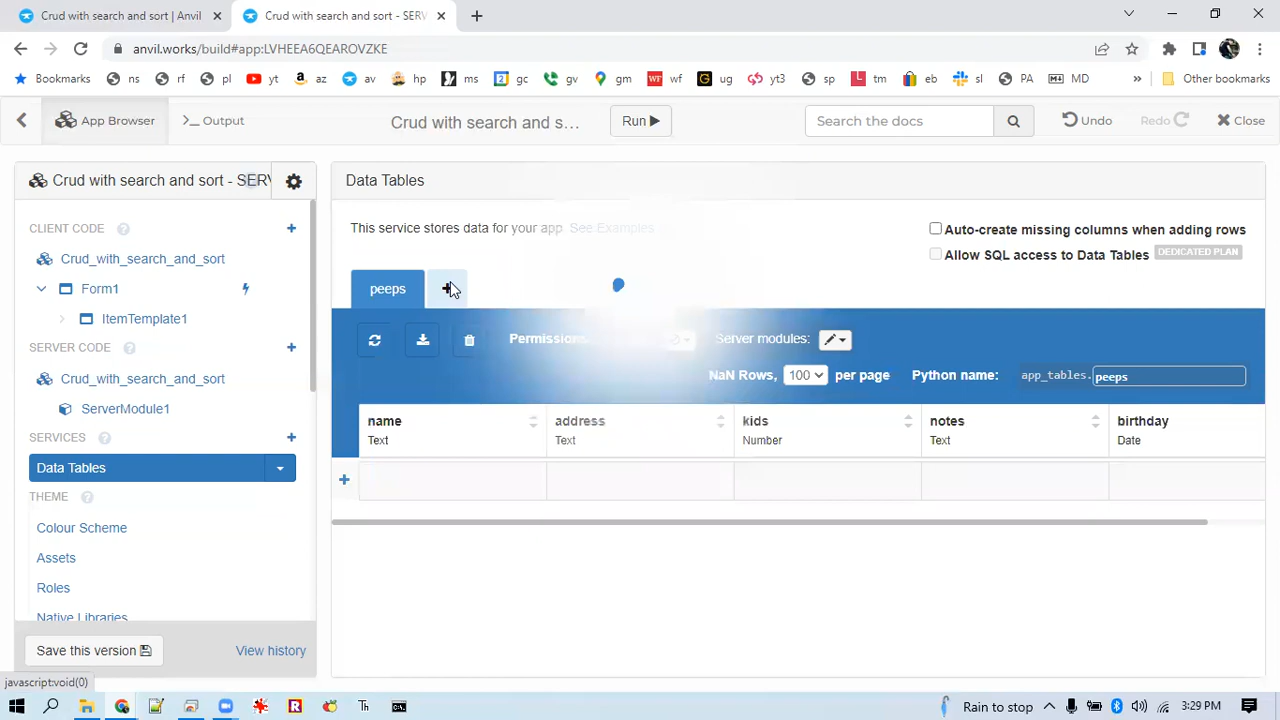 Crud with search and sort | Anvil
Crud with search and sort - SERV
anvil.works/build#app:LVHEEA6QEAROVZKE
Bookmarks ns rf pl yt az av hp ms gc gv gm wf ug yt3 sp tm eb sl PA MD » Other bookmarks
App Browser >_ Output Crud with search and s... Run Search the docs Undo Redo Close
Crud with search and sort - SERV
Data Tables
CLIENT CODE ? +
This service stores data for your app. See Examples
Auto-create missing columns when adding rows
Allow SQL access to Data Tables DEDICATED PLAN
Crud_with_search_and_sort
Form1
peeps +
ItemTemplate1
SERVER CODE ? +
Permissions Server modules:
Crud_with_search_and_sort
NaN Rows, 100 per page Python name: app_tables. peeps
ServerModule1
name address kids notes birthday
Text Text Number Text Date
SERVICES ? +
Data Tables
+
THEME ?
Colour Scheme
Assets
Roles
Native Libraries
Save this version View history
javascript:void(0)
Th Rain to stop 3:29 PM